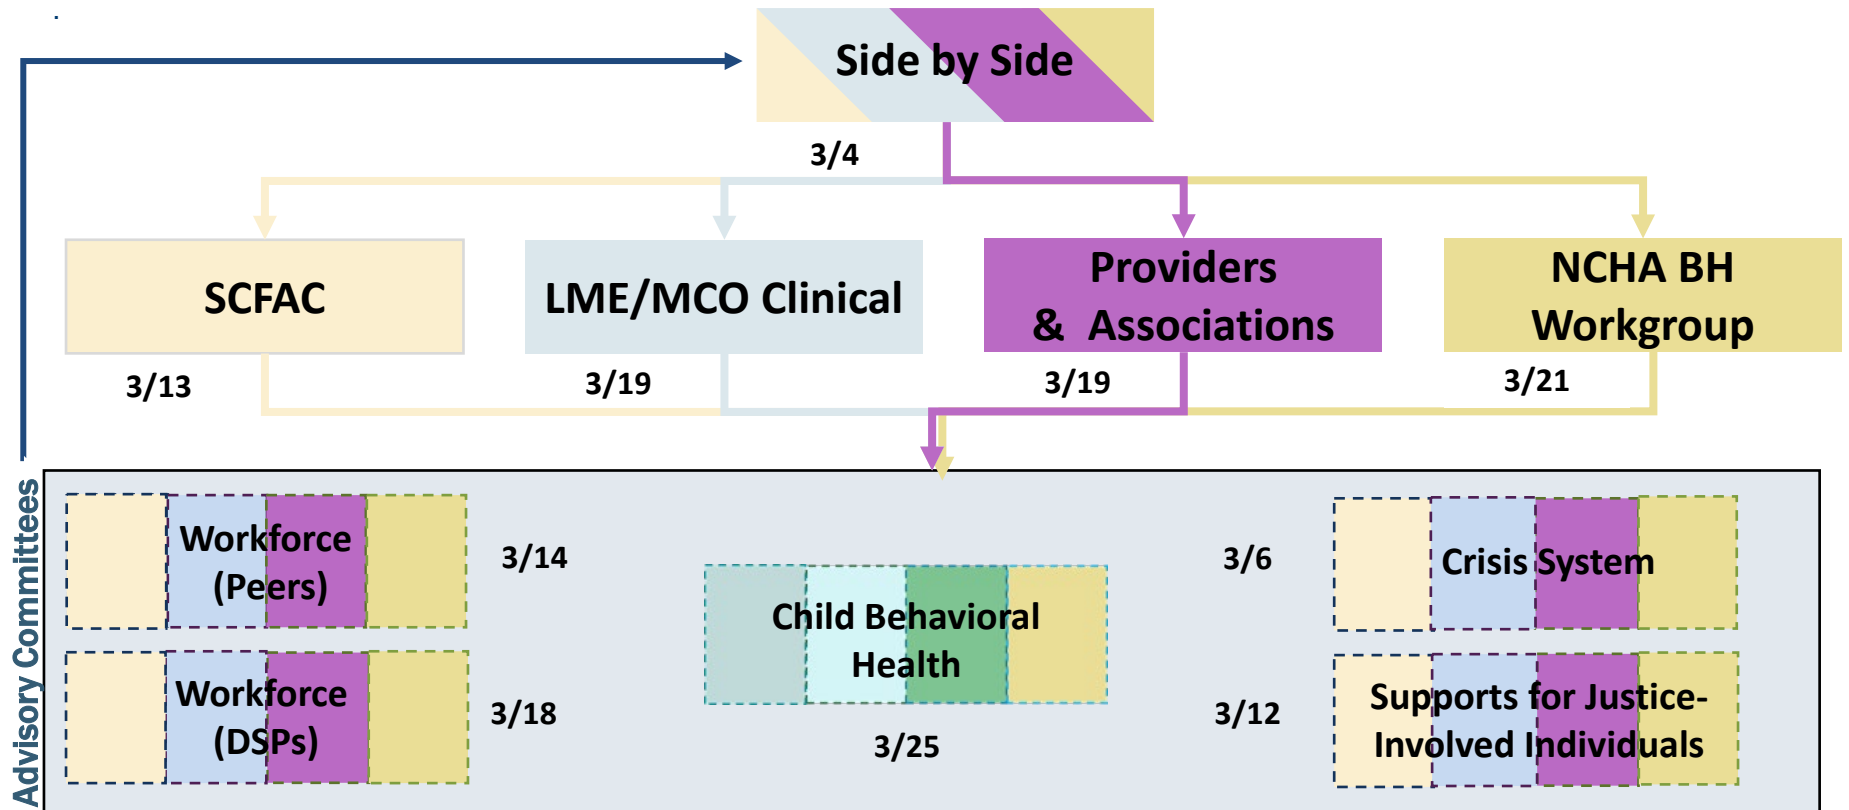 Side by Side
3/4
SCFAC
LME/MCO Clinical
Providers
& Associations
NCHA BH
Workgroup
3/13
3/19
3/19
3/21
Advisory Committees
Workforce
(Peers)
3/14
Workforce
(DSPs)
3/18
Child Behavioral
Health
3/25
3/6
Crisis System
3/12
Supports for Justice-
Involved Individuals